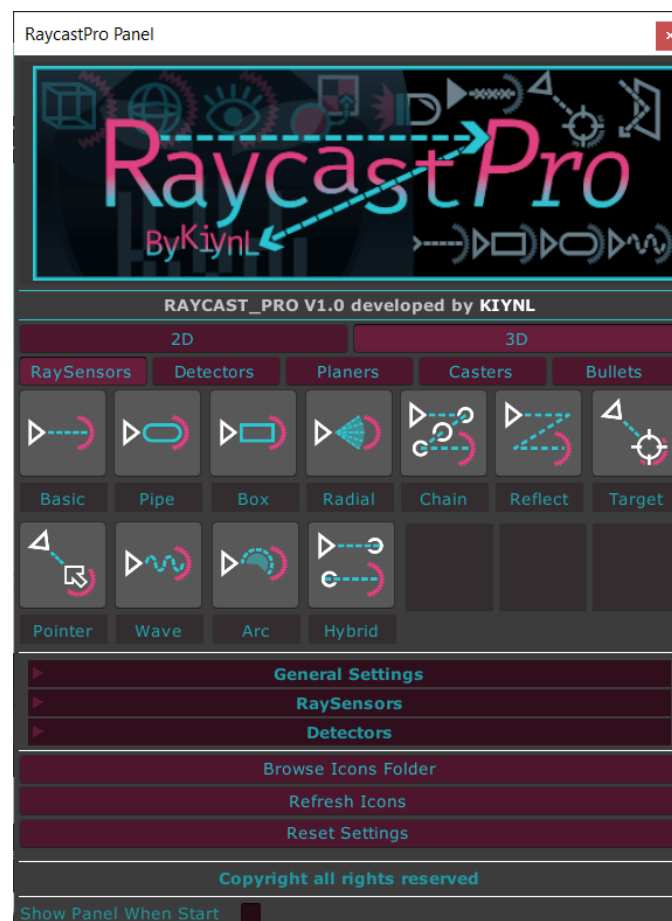 RaycastPro Panel
RaycastPro
ByKiynL
RAYCAST_PRO V1.0 developed by KIYNL
2D 3D
RaySensors Detectors Planers Casters Bullets
Basic Pipe Box Radial Chain Reflect Target
Pointer Wave Arc Hybrid
General Settings
RaySensors
Detectors
Browse Icons Folder
Refresh Icons
Reset Settings
Copyright all rights reserved
Show Panel When Start